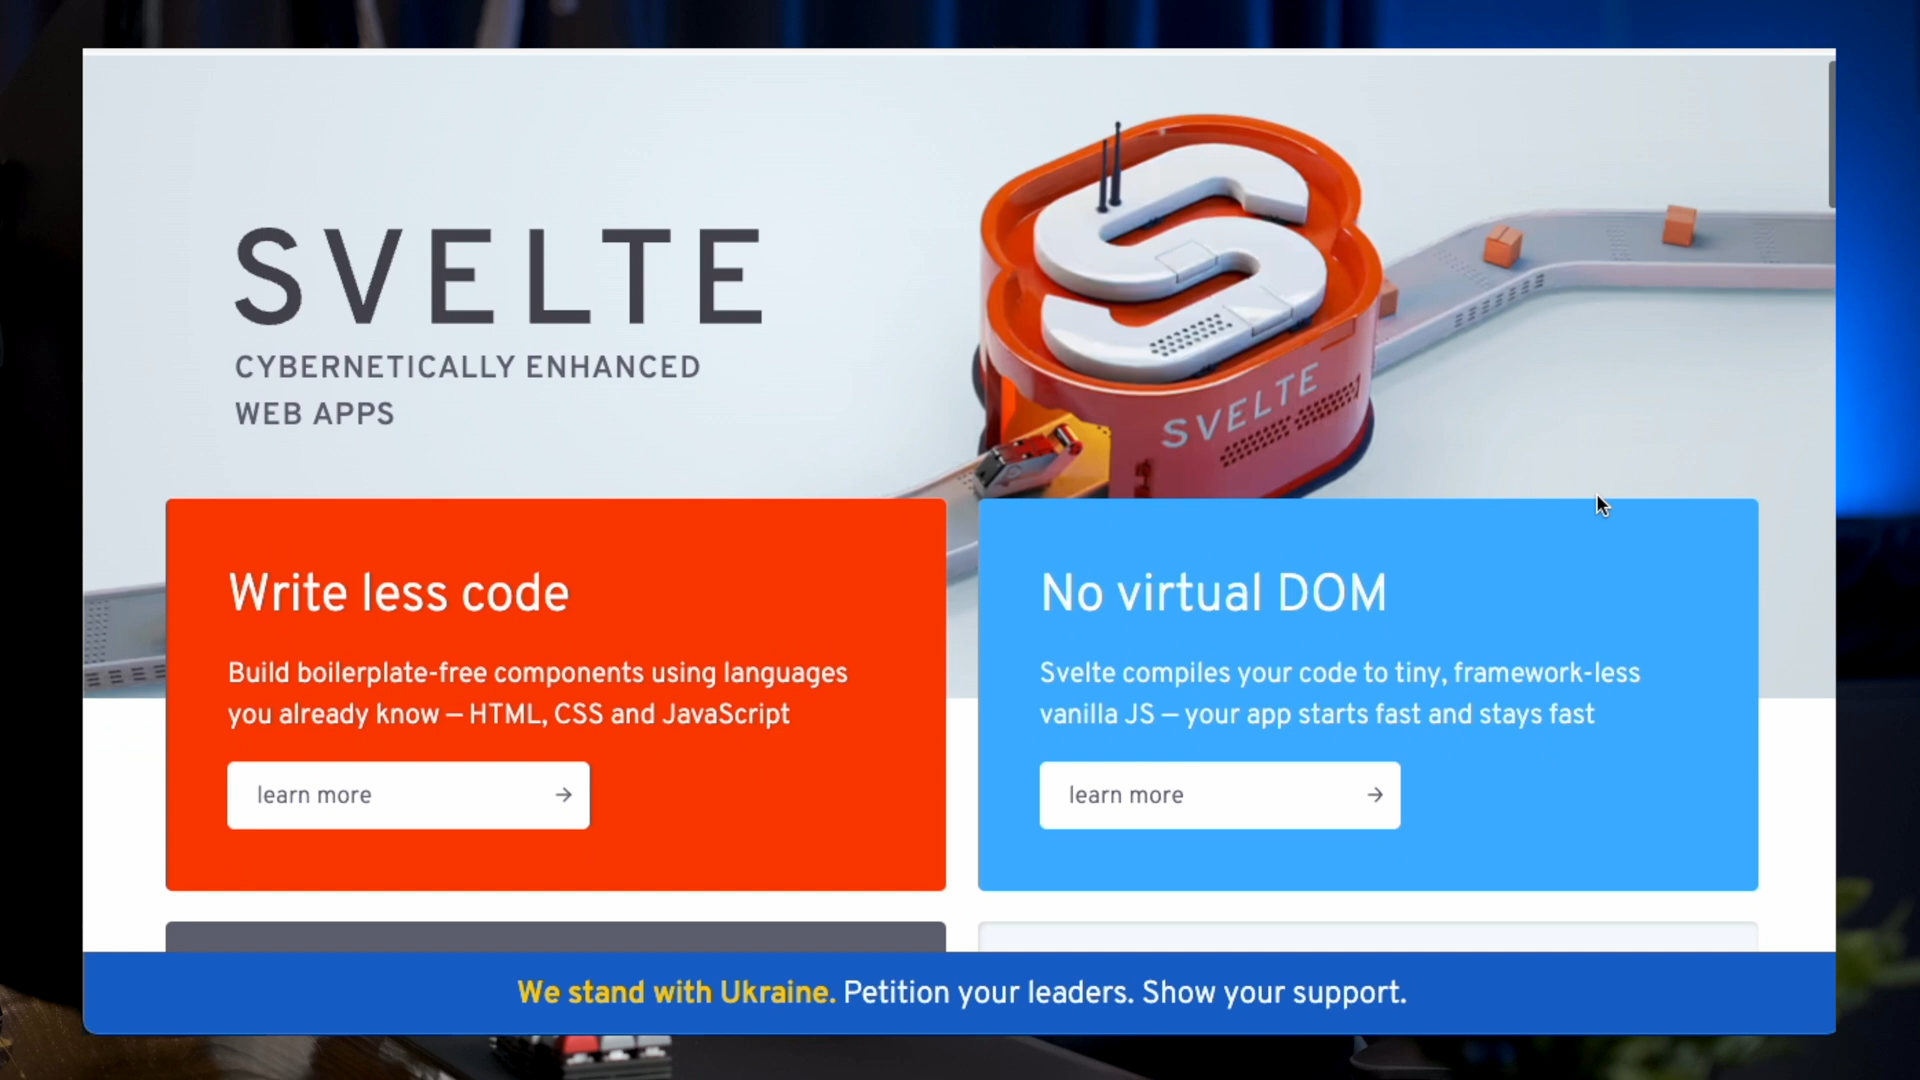 SVELTE
CYBERNETICALLY ENHANCED
WEB APPS
SVELTE
Write less code
Build boilerplate-free components using languages
you already know – HTML, CSS and JavaScript
learn more →
No virtual DOM
Svelte compiles your code to tiny, framework-less
vanilla JS – your app starts fast and stays fast
learn more →
We stand with Ukraine. Petition your leaders. Show your support.